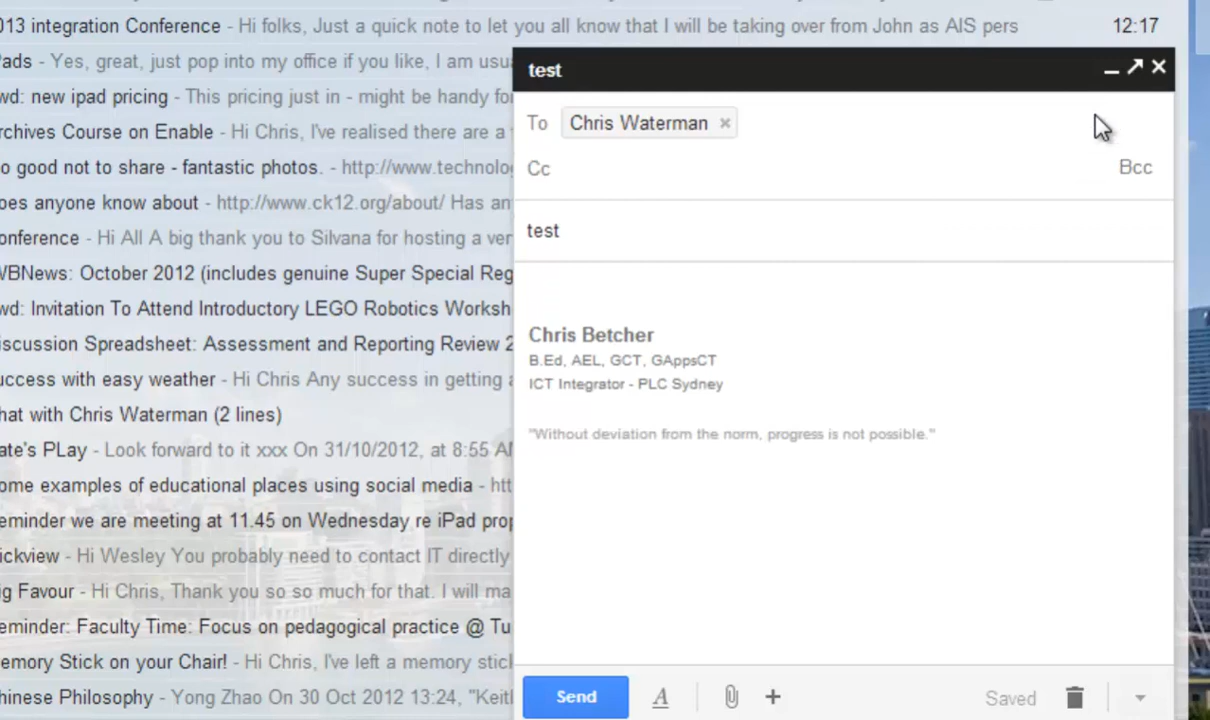 013 integration Conference - Hi folks, Just a quick note to let you all know that I will be taking over from John as AIS pers 12:17
Pads - Yes, great, just pop into my office if you like, I am usu
wd: new ipad pricing - This pricing just in - might be handy fo
rchives Course on Enable - Hi Chris, I've realised there are a
o good not to share - fantastic photos. - http://www.technolo
oes anyone know about - http://www.ck12.org/about/ Has an
onference - Hi All A big thank you to Silvana for hosting a ver
WBNews: October 2012 (includes genuine Super Special Reg
wd: Invitation To Attend Introductory LEGO Robotics Worksh
iscussion Spreadsheet: Assessment and Reporting Review 2
uccess with easy weather - Hi Chris Any success in getting a
hat with Chris Waterman (2 lines)
ate's PLay - Look forward to it xxx On 31/10/2012, at 8:55 AM
ome examples of educational places using social media - htt
eminder we are meeting at 11.45 on Wednesday re iPad prop
ickview - Hi Wesley You probably need to contact IT directly
ig Favour - Hi Chris, Thank you so so much for that. I will ma
eminder: Faculty Time: Focus on pedagogical practice @ Tu
emory Stick on your Chair! - Hi Chris, I've left a memory stick
hinese Philosophy - Yong Zhao On 30 Oct 2012 13:24, "Keitl
test
To Chris Waterman ×
Cc Bcc
test
Chris Betcher
B.Ed, AEL, GCT, GAppsCT
ICT Integrator - PLC Sydney
"Without deviation from the norm, progress is not possible."
Send A + Saved